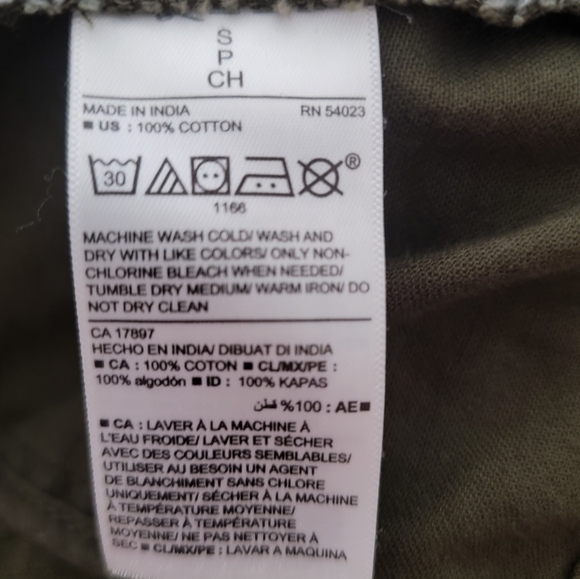 S
P
CH
MADE IN INDIA RN 54023
■ US : 100% COTTON
30 ®
1166
MACHINE WASH COLD/ WASH AND
DRY WITH LIKE COLORS/ ONLY NON-
CHLORINE BLEACH WHEN NEEDED/
TUMBLE DRY MEDIUM/ WARM IRON/ DO
NOT DRY CLEAN
CA 17897
HECHO EN INDIA/ DIBUAT DI INDIA
■ CA : 100% COTON ■ CL/MX/PE :
100% algodón ■ ID : 100% KAPAS
■AE : 100% قطن
■ CA : LAVER À LA MACHINE À
L'EAU FROIDE/ LAVER ET SÉCHER
AVEC DES COULEURS SEMBLABLES/
UTILISER AU BESOIN UN AGENT
DE BLANCHIMENT SANS CHLORE
UNIQUEMENT/ SÉCHER À LA MACHINE
À TEMPÉRATURE MOYENNE/
REPASSER À TEMPÉRATURE
MOYENNE/ NE PAS NETTOYER À
SEC ■ CL/MX/PE : LAVAR A MAQUINA